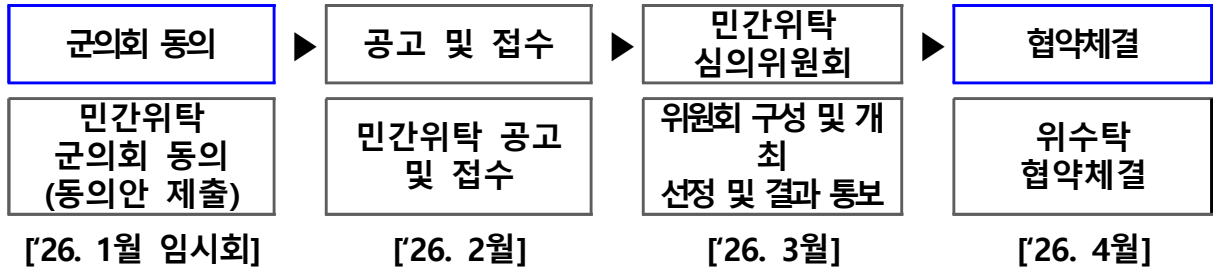 군의회 동의 ▶ 공고 및 접수 ▶ 민간위탁
심의위원회 ▶ 협약체결
민간위탁
군의회 동의
(동의안 제출)
민간위탁 공고
및 접수
위원회 구성 및 개
최
선정 및 결과 통보
위수탁
협약체결
[‘26. 1월 임시회]
[‘26. 2월]
[‘26. 3월]
[‘26. 4월]